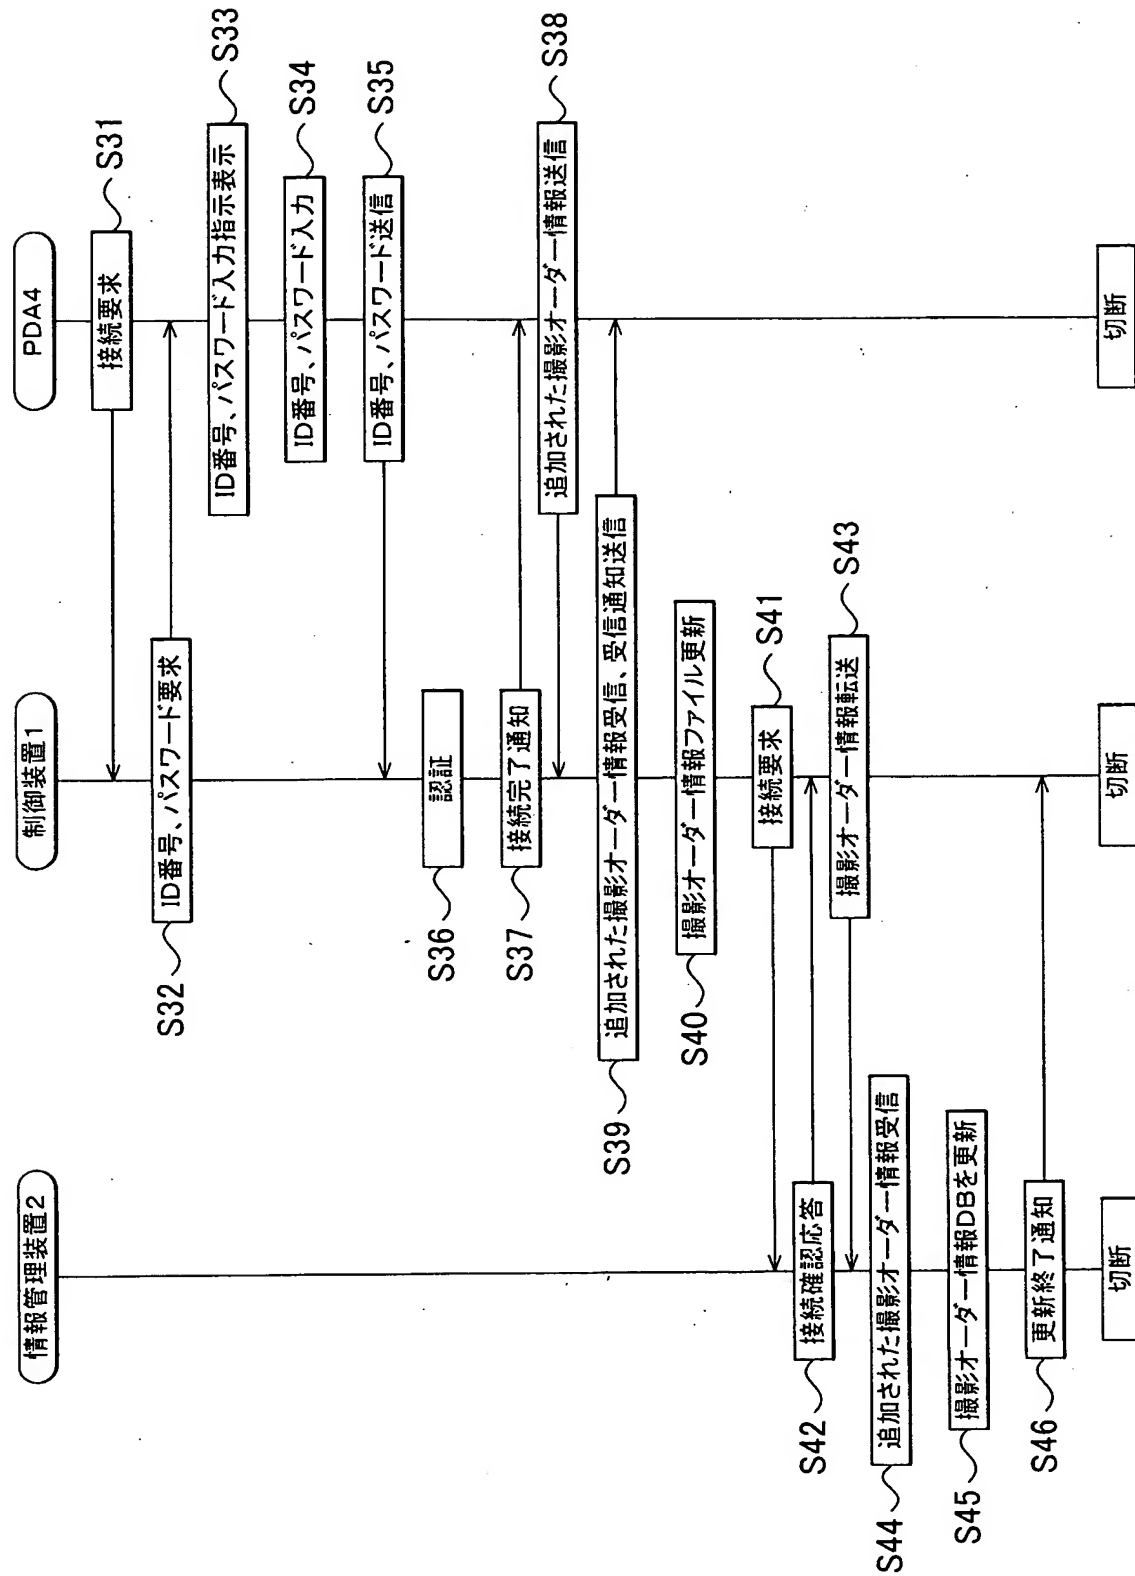 情報管理装置2
制御装置1
PDA4
接続要求
S31
S32
ID番号、パスワード要求
ID番号、パスワード入力指示表示
S33
ID番号、パスワード入力
S34
ID番号、パスワード送信
S35
S36
認証
S37
接続完了通知
追加された撮影オーダー情報送信
S38
S39
追加された撮影オーダー情報受信、受信通知送信
S40
撮影オーダー情報ファイル更新
接続要求
S41
S42
接続確認応答
撮影オーダー情報転送
S43
S44
追加された撮影オーダー情報受信
S45
撮影オーダー情報DBを更新
S46
更新終了通知
切断
切断
切断